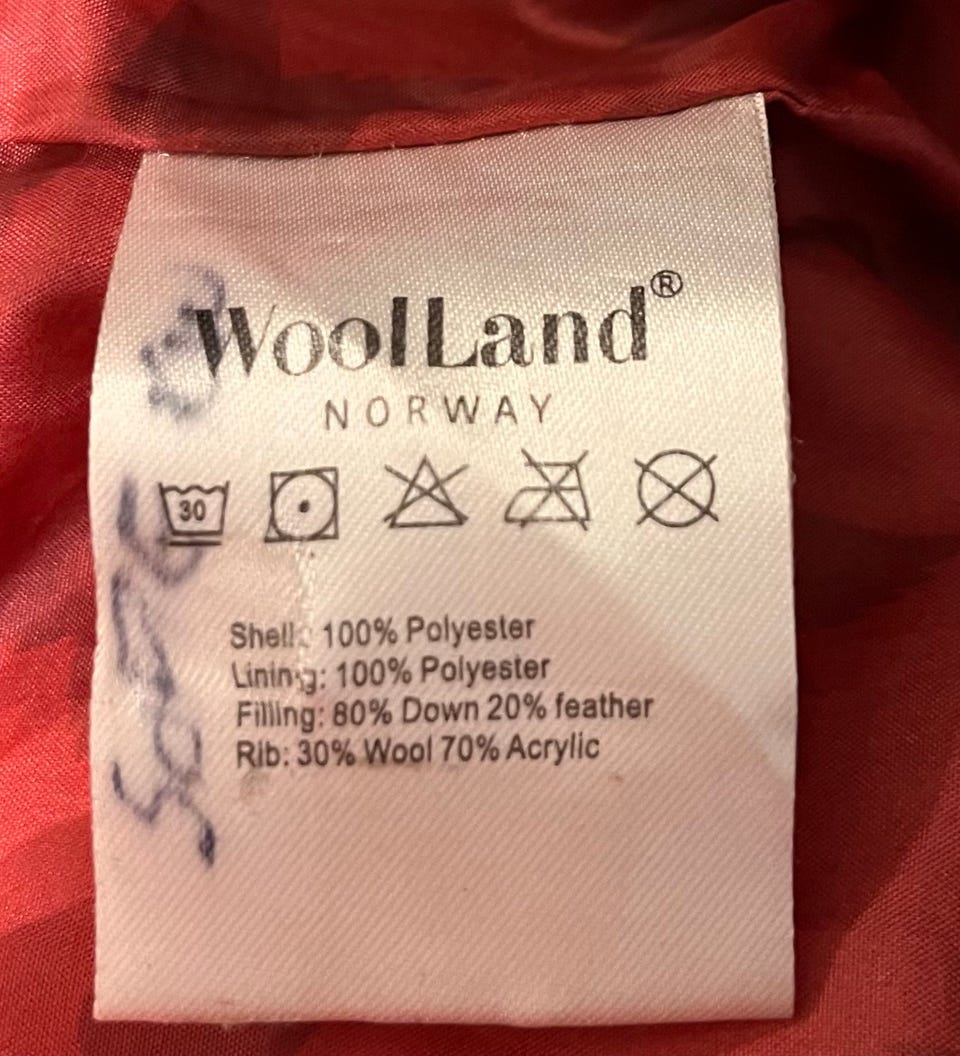 WoolLand®
NORWAY
30
Shell: 100% Polyester
Lining: 100% Polyester
Filling: 80% Down 20% feather
Rib: 30% Wool 70% Acrylic